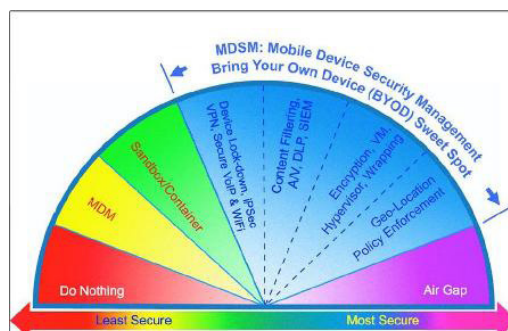 MDSM: Mobile Device Security Management
Bring Your Own Device (BYOD) Sweet Spot
Do Nothing
MDM
Sandbox/Container
Device Lock-down, iPSec
VPN, Secure VoIP & WiFi
Content Filtering,
A/V, DLP, SIEM
Encryption, VM,
Hypervisor, Wrapping
Geo-Location
Policy Enforcement
Air Gap
Least Secure
Most Secure